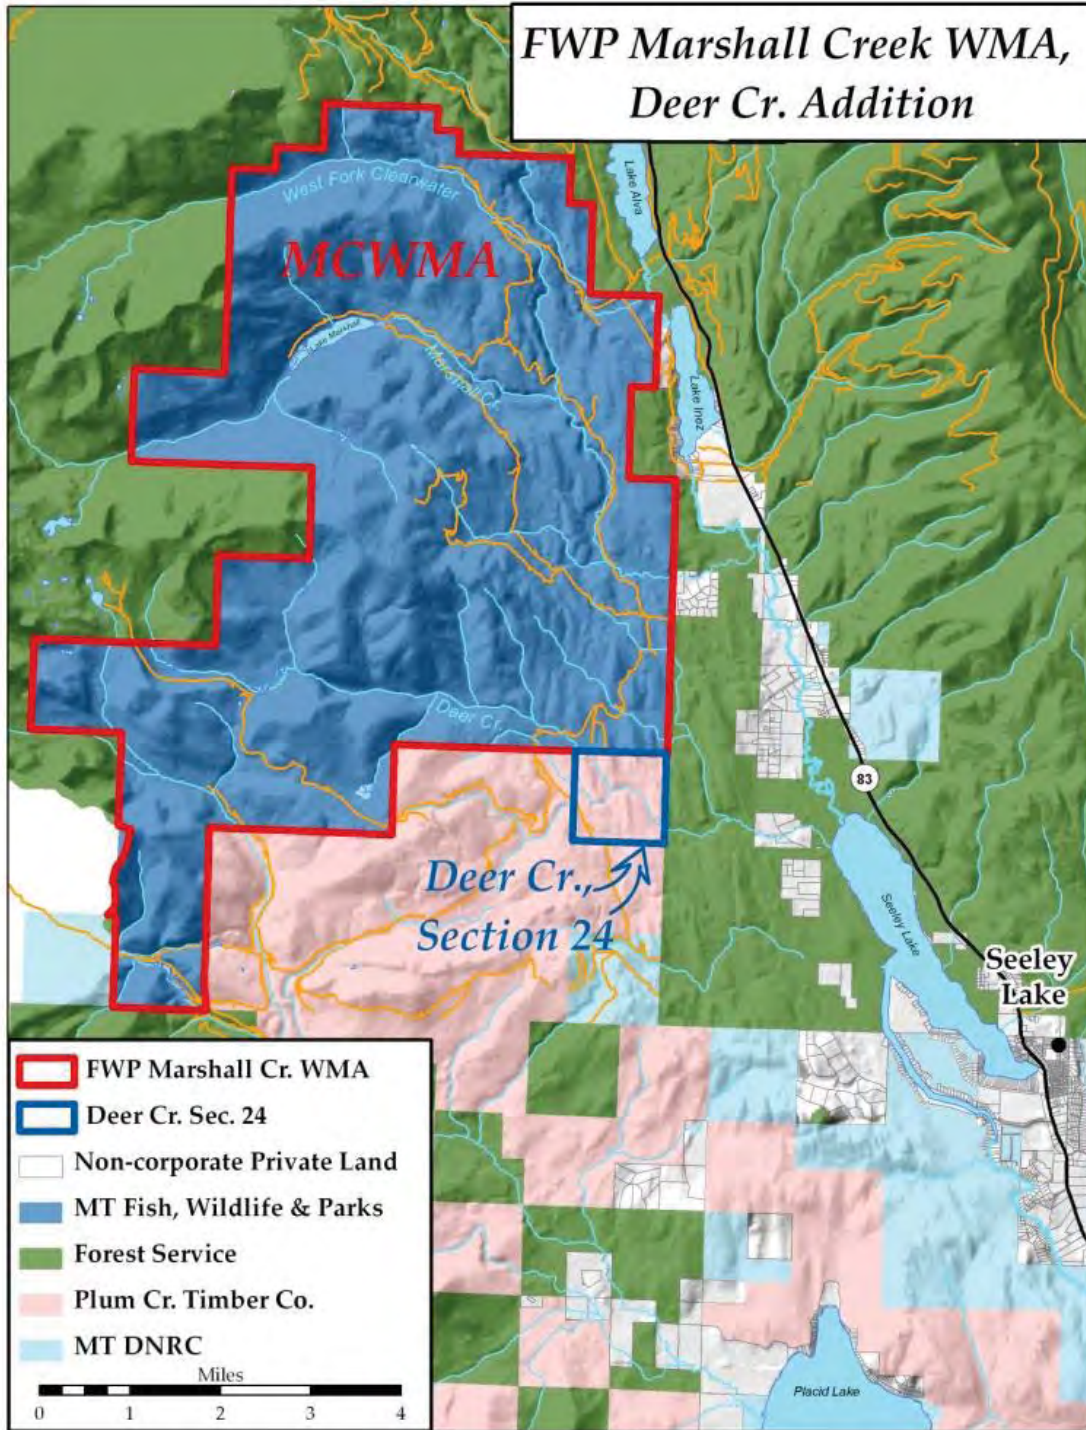 FWP Marshall Creek WMA,
Deer Cr. Addition
Lake Alva
West Fork Clearwater
MCWMA
Lake Marshall
Marshall Cr.
Lake Inez
Deer Cr.
83
Deer Cr.,
Section 24
Seeley Lake
Seeley
Lake
FWP Marshall Cr. WMA
Deer Cr. Sec. 24
Non-corporate Private Land
MT Fish, Wildlife & Parks
Forest Service
Plum Cr. Timber Co.
MT DNRC
Miles
0 1 2 3 4
Placid Lake